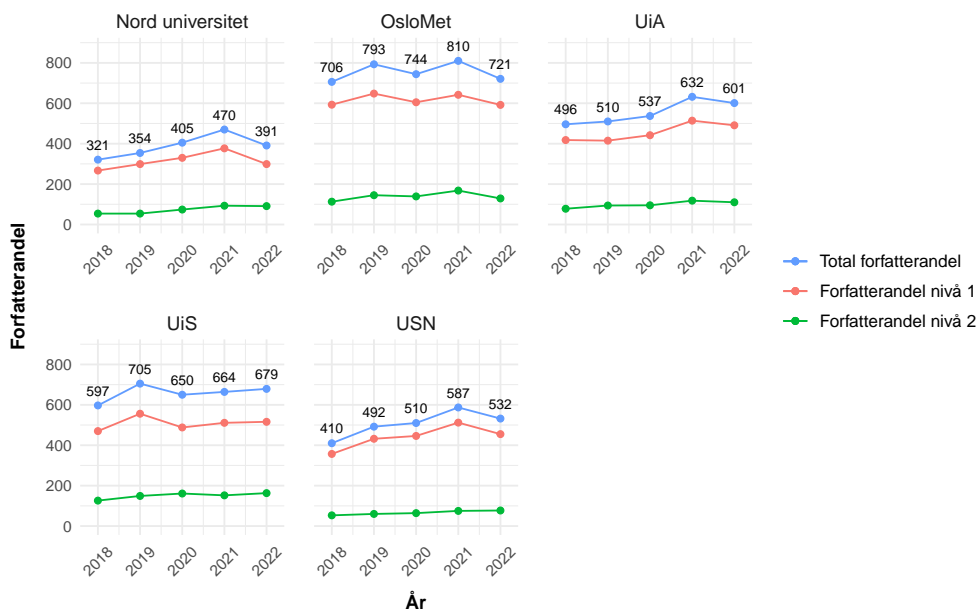 Nord universitet
OsloMet
UiA
800
600
400
200
0
321 354 405 470 391
706 793 744 810 721
496 510 537 632 601
2018 2019 2020 2021 2022
2018 2019 2020 2021 2022
2018 2019 2020 2021 2022
Forfatterandel
Total forfatterandel
Forfatterandel nivå 1
Forfatterandel nivå 2
UiS
USN
800
600
400
200
0
597 705 650 664 679
410 492 510 587 532
2018 2019 2020 2021 2022
2018 2019 2020 2021 2022
År